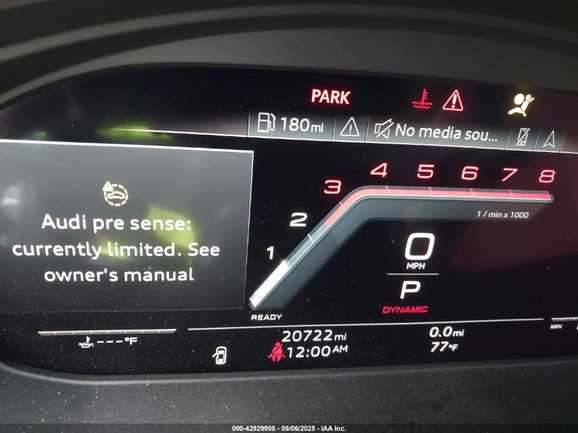 PARK
180mi
No media sou...
Audi pre sense:
currently limited. See
owner's manual
1
2
3
4
5
6
7
8
1 / min x 1000
0
MPH
P
DYNAMIC
READY
20722mi
0.0mi
---°F
12:00AM
77°F
MIN
000-42929908 - 08/06/2025 - IAA Inc.